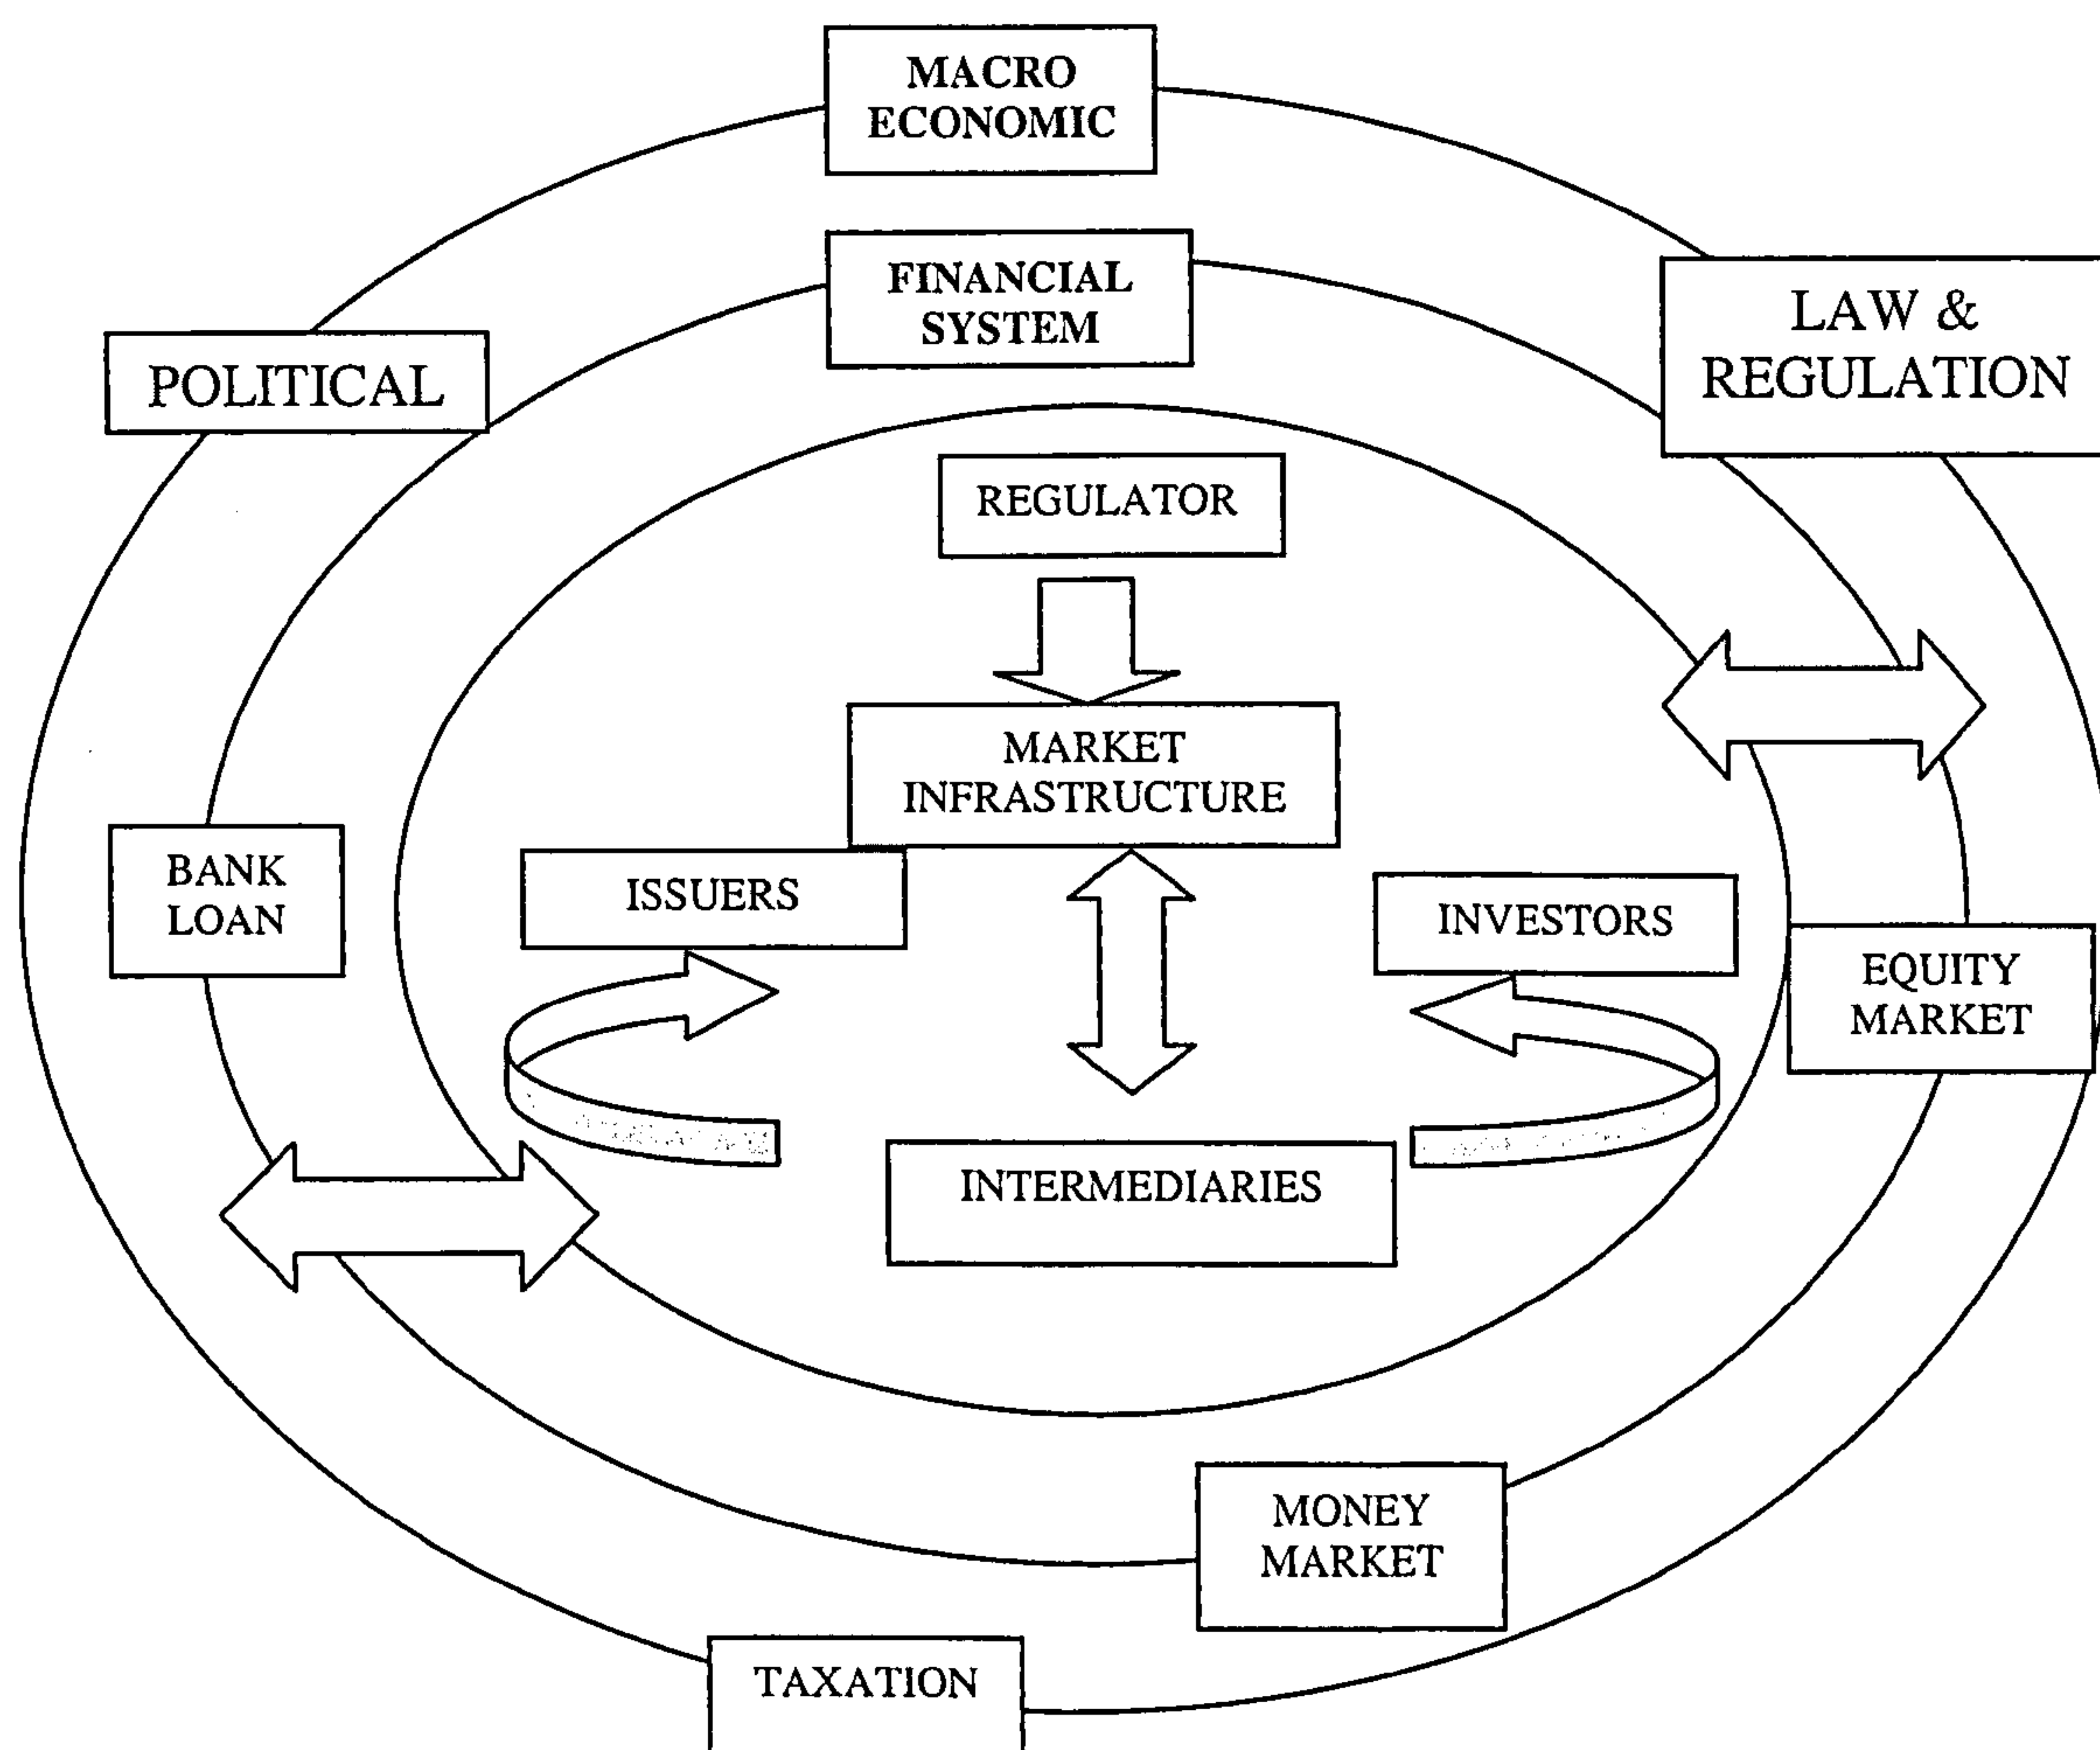 MACRO
ECONOMIC
FINANCIAL
SYSTEM
LAW &
REGULATION
POLITICAL
REGULATOR
MARKET
INFRASTRUCTURE
BANK
LOAN
ISSUERS
INVESTORS
EQUITY
MARKET
INTERMEDIARIES
MONEY
MARKET
TAXATION